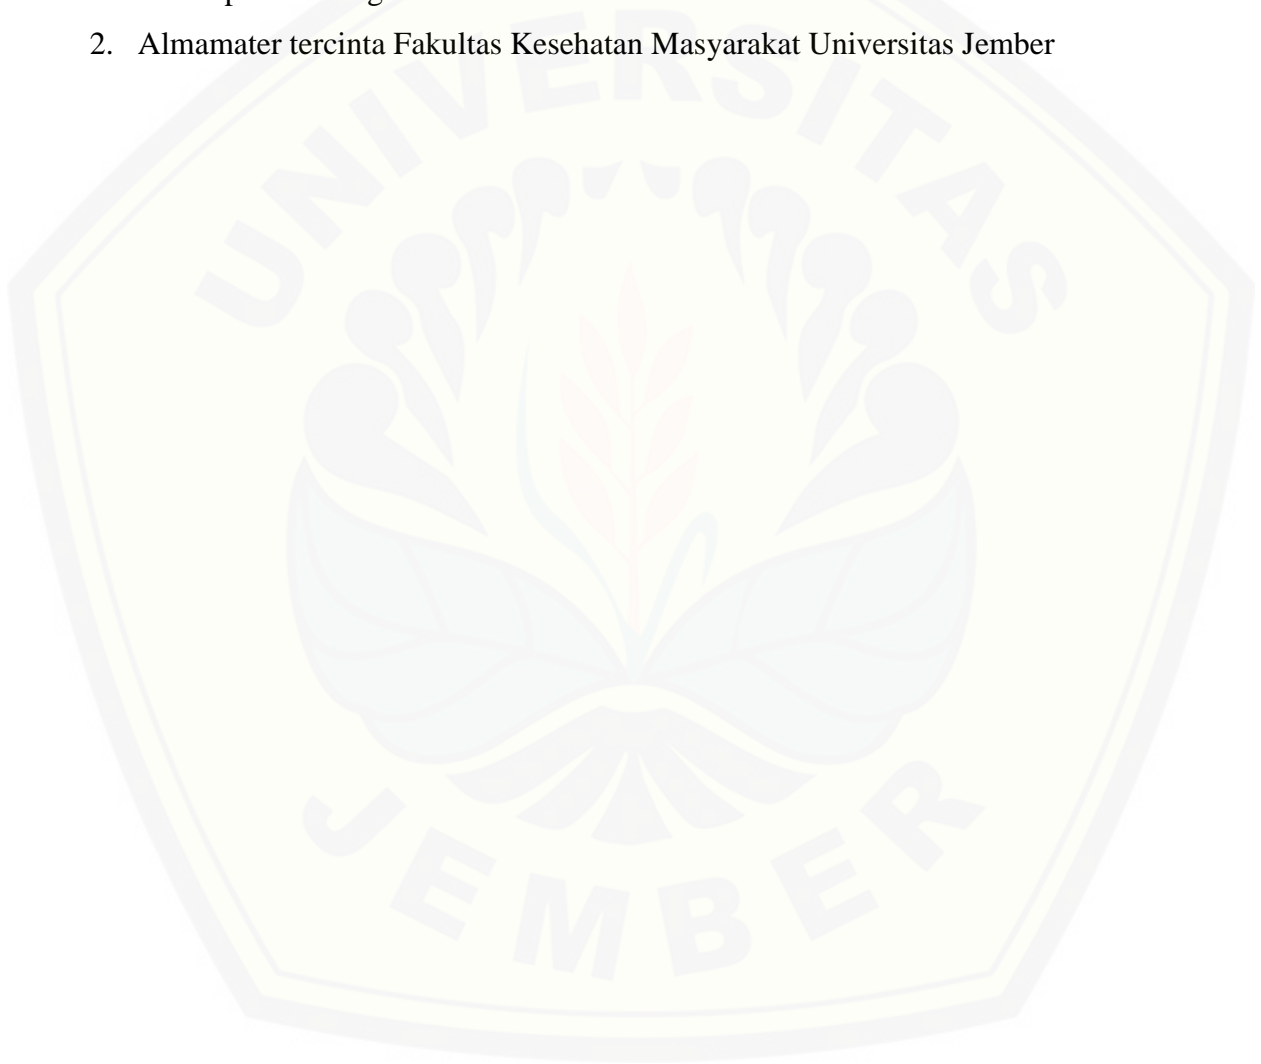 2. Almamater tercinta Fakultas Kesehatan Masyarakat Universitas Jember
UNIVERSITAS
JEMBER